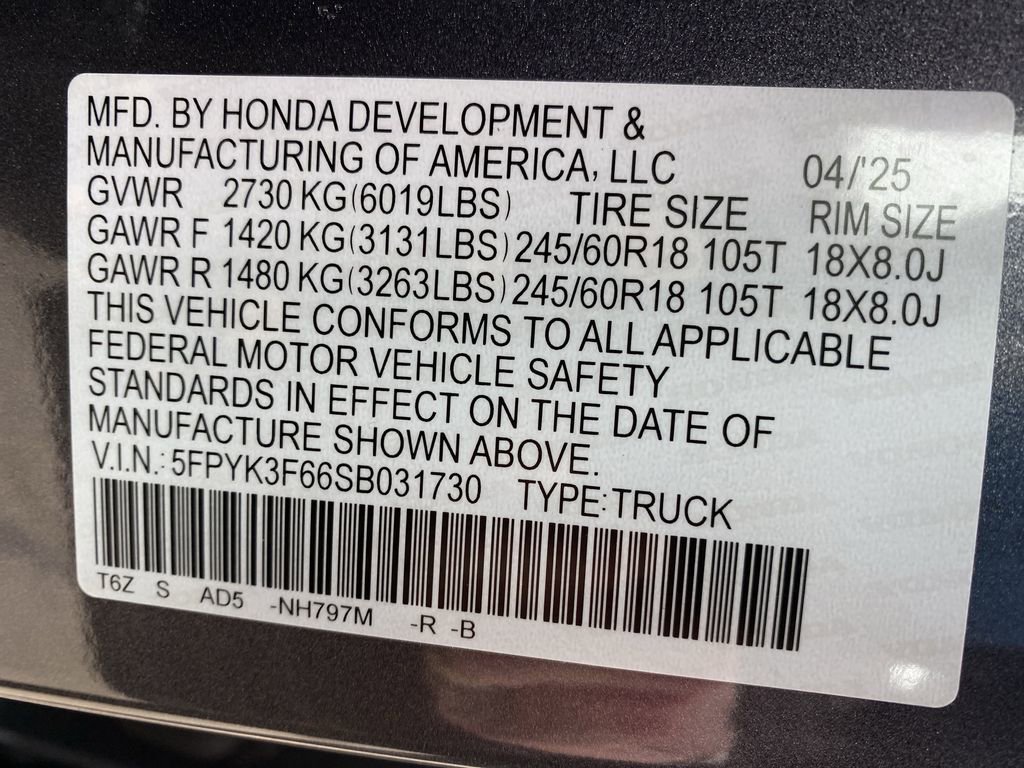 MFD. BY HONDA DEVELOPMENT &
MANUFACTURING OF AMERICA, LLC 04/'25
GVWR 2730 KG(6019LBS) TIRE SIZE RIM SIZE
GAWR F 1420 KG(3131LBS) 245/60R18 105T 18X8.0J
GAWR R 1480 KG(3263LBS) 245/60R18 105T 18X8.0J
THIS VEHICLE CONFORMS TO ALL APPLICABLE
FEDERAL MOTOR VEHICLE SAFETY
STANDARDS IN EFFECT ON THE DATE OF
MANUFACTURE SHOWN ABOVE.
V.I.N.: 5FPYK3F66SB031730 TYPE: TRUCK
T6Z S AD5 -NH797M -R -B